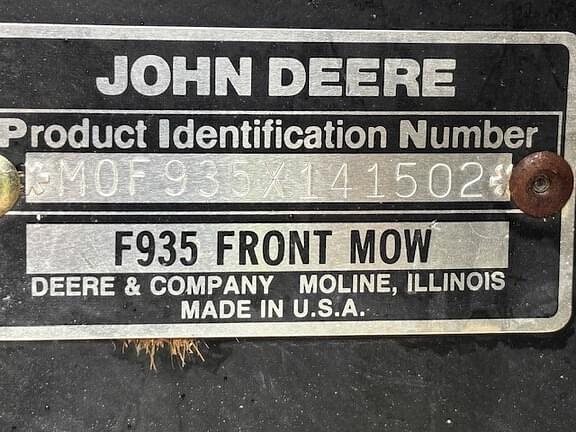 JOHN DEERE
Product Identification Number
*M0F935X141502*
F935 FRONT MOW
DEERE & COMPANY MOLINE, ILLINOIS
MADE IN U.S.A.